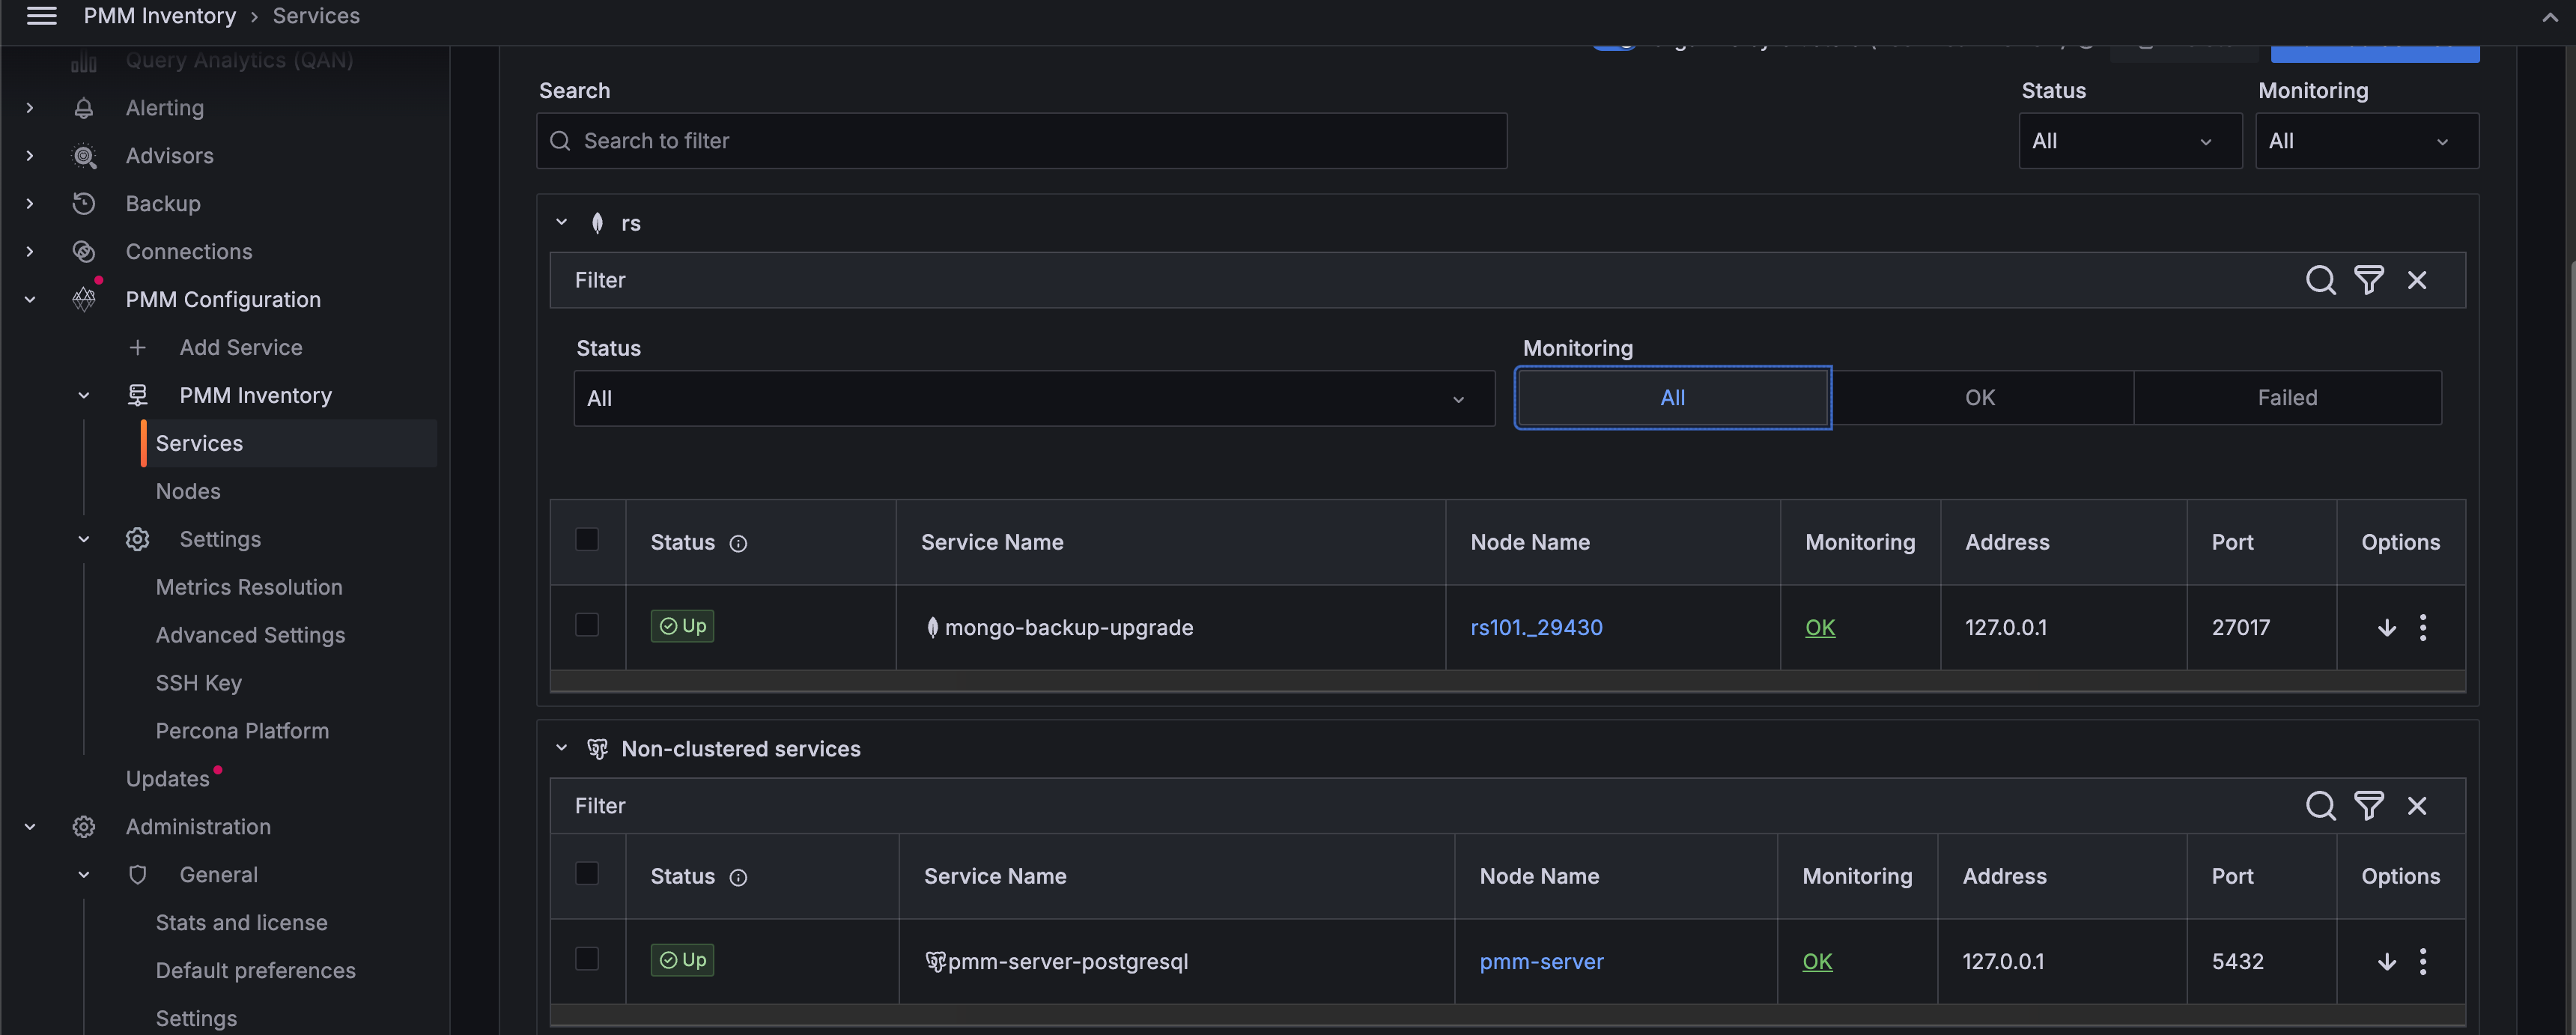 PMM Inventory › Services
Query Analytics (QAN)
Alerting
Advisors
Backup
Connections
PMM Configuration
Add Service
PMM Inventory
Services
Nodes
Settings
Metrics Resolution
Advanced Settings
SSH Key
Percona Platform
Updates
Administration
General
Stats and license
Default preferences
Settings
Search
Status
Monitoring
Search to filter
All
All
rs
Filter
Status
Monitoring
All
All
OK
Failed
Status Service Name Node Name Monitoring Address Port Options
Up mongo-backup-upgrade rs101._29430 OK 127.0.0.1 27017
Non-clustered services
Filter
Status Service Name Node Name Monitoring Address Port Options
Up pmm-server-postgresql pmm-server OK 127.0.0.1 5432